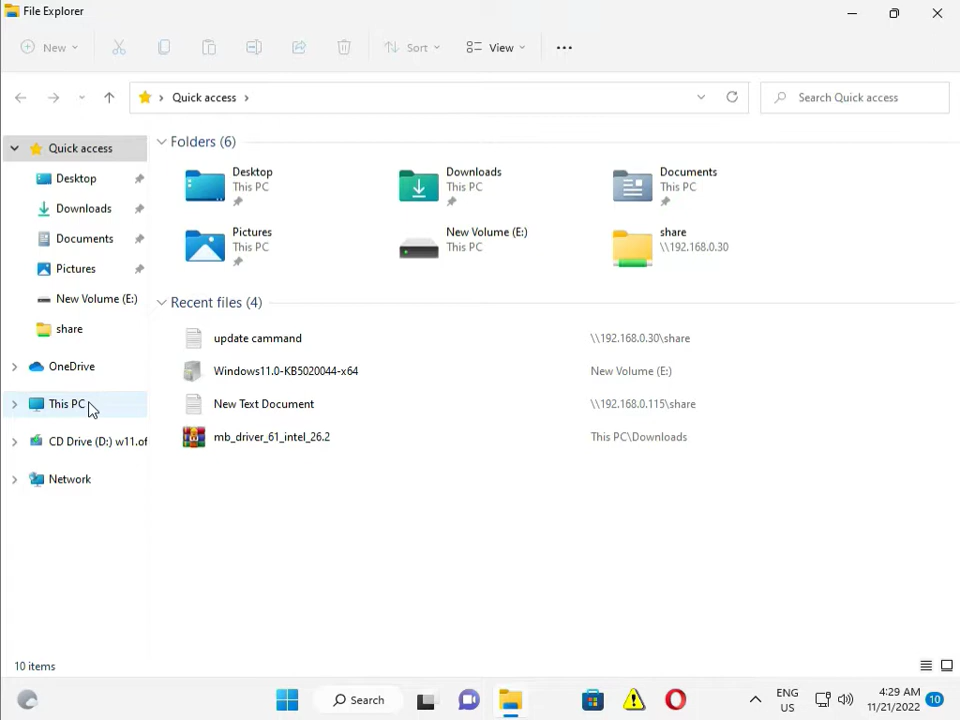 File Explorer
New
Sort
View
Quick access
Search Quick access
Quick access
Desktop
Downloads
Documents
Pictures
New Volume (E:)
share
OneDrive
This PC
CD Drive (D:) w11.of
Network
Folders (6)
Desktop
This PC
Downloads
This PC
Documents
This PC
Pictures
This PC
New Volume (E:)
This PC
share
\\192.168.0.30
Recent files (4)
update cammand
\\192.168.0.30\share
Windows11.0-KB5020044-x64
New Volume (E:)
New Text Document
\\192.168.0.115\share
mb_driver_61_intel_26.2
This PC\Downloads
10 items
Search
ENG
US
4:29 AM
11/21/2022
10